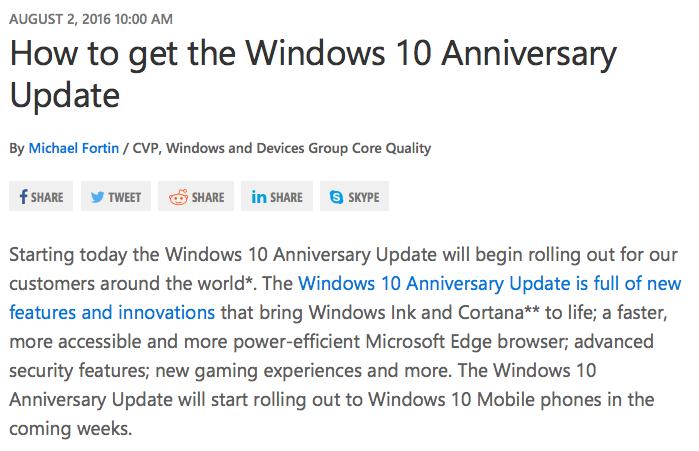 AUGUST 2, 2016 10:00 AM
How to get the Windows 10 Anniversary
Update
By Michael Fortin / CVP, Windows and Devices Group Core Quality
f SHARE TWEET SHARE in SHARE S SKYPE
Starting today the Windows 10 Anniversary Update will begin rolling out for our
customers around the world*. The Windows 10 Anniversary Update is full of new
features and innovations that bring Windows Ink and Cortana** to life; a faster,
more accessible and more power-efficient Microsoft Edge browser; advanced
security features; new gaming experiences and more. The Windows 10
Anniversary Update will start rolling out to Windows 10 Mobile phones in the
coming weeks.